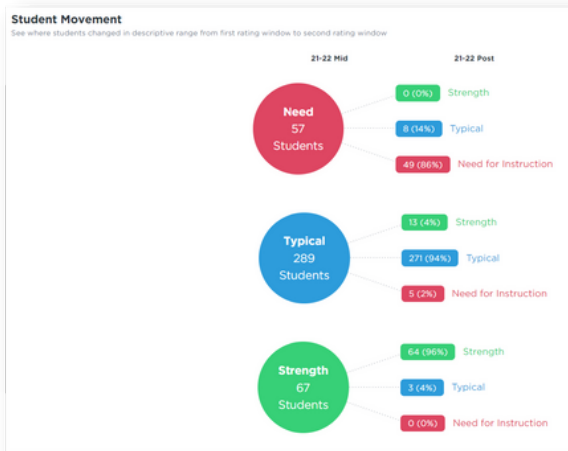 Student Movement
See where students changed in descriptive range from first rating window to second rating window
21-22 Mid 21-22 Post
Need
57
Students
0 (0%) Strength
8 (14%) Typical
49 (86%) Need for Instruction
Typical
289
Students
13 (4%) Strength
271 (94%) Typical
5 (2%) Need for Instruction
Strength
67
Students
64 (96%) Strength
3 (4%) Typical
0 (0%) Need for Instruction